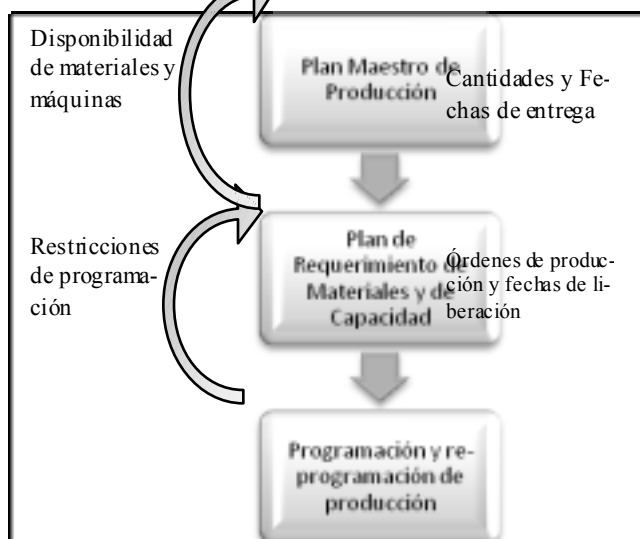 Disponibilidad
de materiales y
máquinas
Plan Maestro de
Producción
Cantidades y Fe-
chas de entrega
Restricciones
de programa-
ción
Plan de
Requerimiento de
Materiales y de
Capacidad
Órdenes de produc-
ción y fechas de li-
beración
Programación y re-
programación de
producción